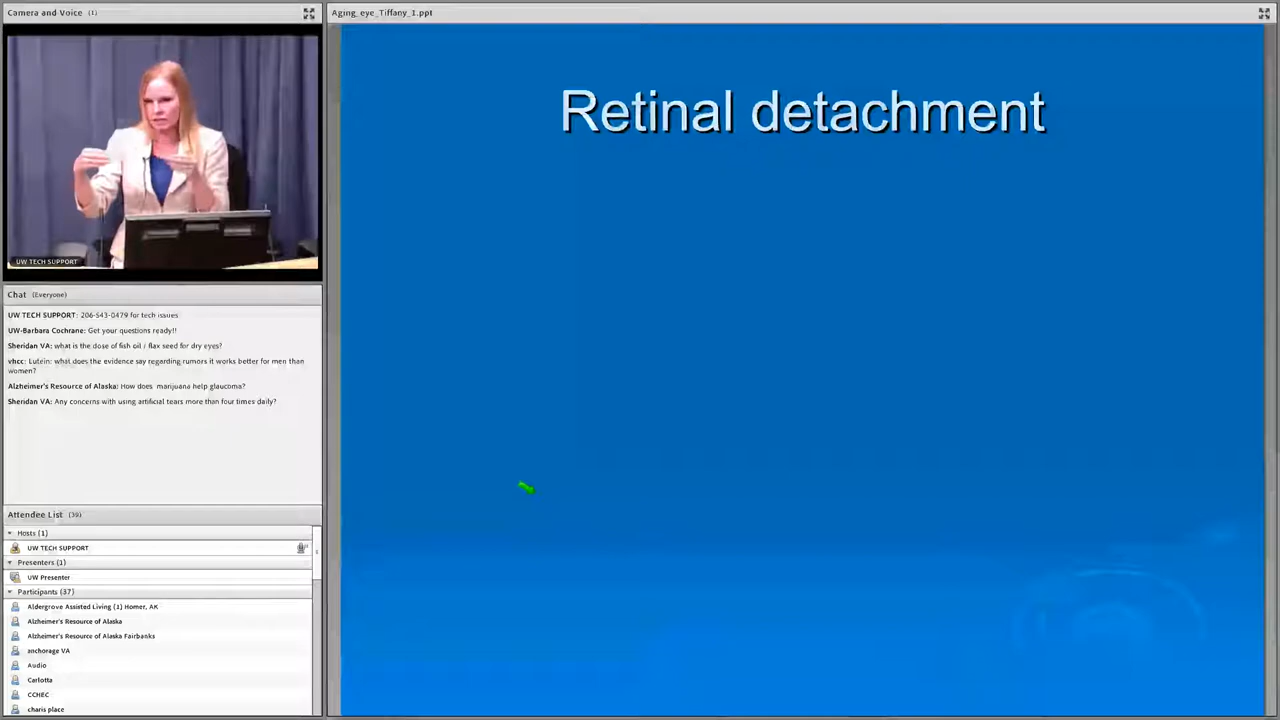 Camera and Voice (1)
Aging_eye_Tiffany_1.ppt
Retinal detachment
UW TECH SUPPORT
Chat (Everyone)
UW TECH SUPPORT: 206-543-0479 for tech issues
UW-Barbara Cochrane: Get your questions ready!!
Sheridan VA: what is the dose of fish oil / flax seed for dry eyes?
vhcc: Lutein: what does the evidence say regarding rumors it works better for men than
women?
Alzheimer's Resource of Alaska: How does marijuana help glaucoma?
Sheridan VA: Any concerns with using artificial tears more than four times daily?
Attendee List (39)
Hosts (1)
UW TECH SUPPORT
Presenters (1)
UW Presenter
Participants (37)
Aldergrove Assisted Living (1) Homer, AK
Alzheimer's Resource of Alaska
Alzheimer's Resource of Alaska Fairbanks
anchorage VA
Audio
Carlotta
CCHEC
charis place